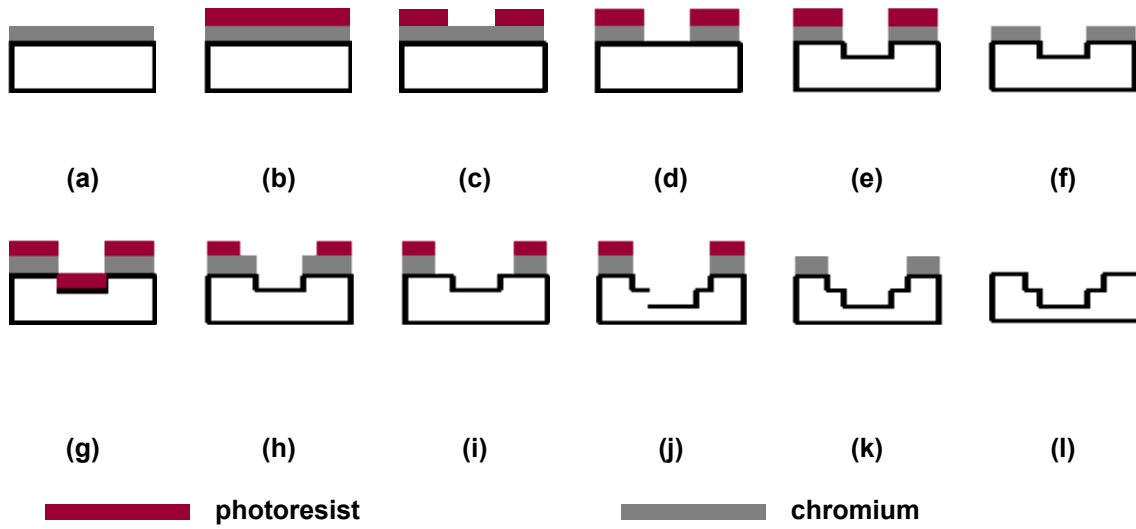 (a) (b) (c) (d) (e) (f)
(g) (h) (i) (j) (k) (l)
photoresist chromium